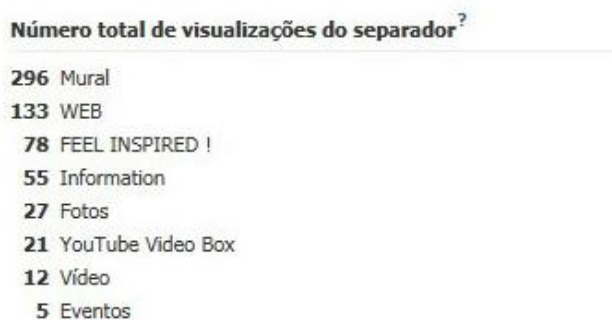 Número total de visualizações do separador?
296 Mural
133 WEB
78 FEEL INSPIRED !
55 Information
27 Fotos
21 YouTube Video Box
12 Vídeo
5 Eventos